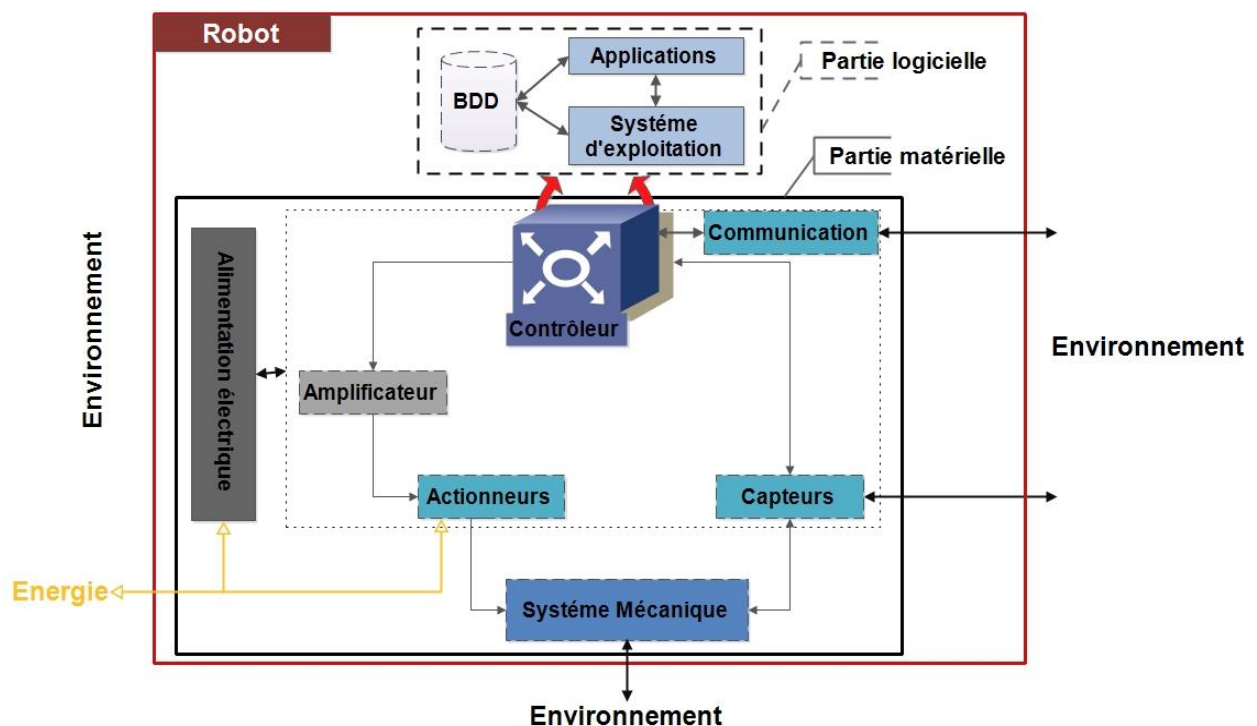 Robot
Applications
BDD
Systéme
d'exploitation
Partie logicielle
Partie matérielle
Environnement
Alimentation électrique
Communication
Contrôleur
Environnement
Amplificateur
Actionneurs
Capteurs
Energie
Systéme Mécanique
Environnement